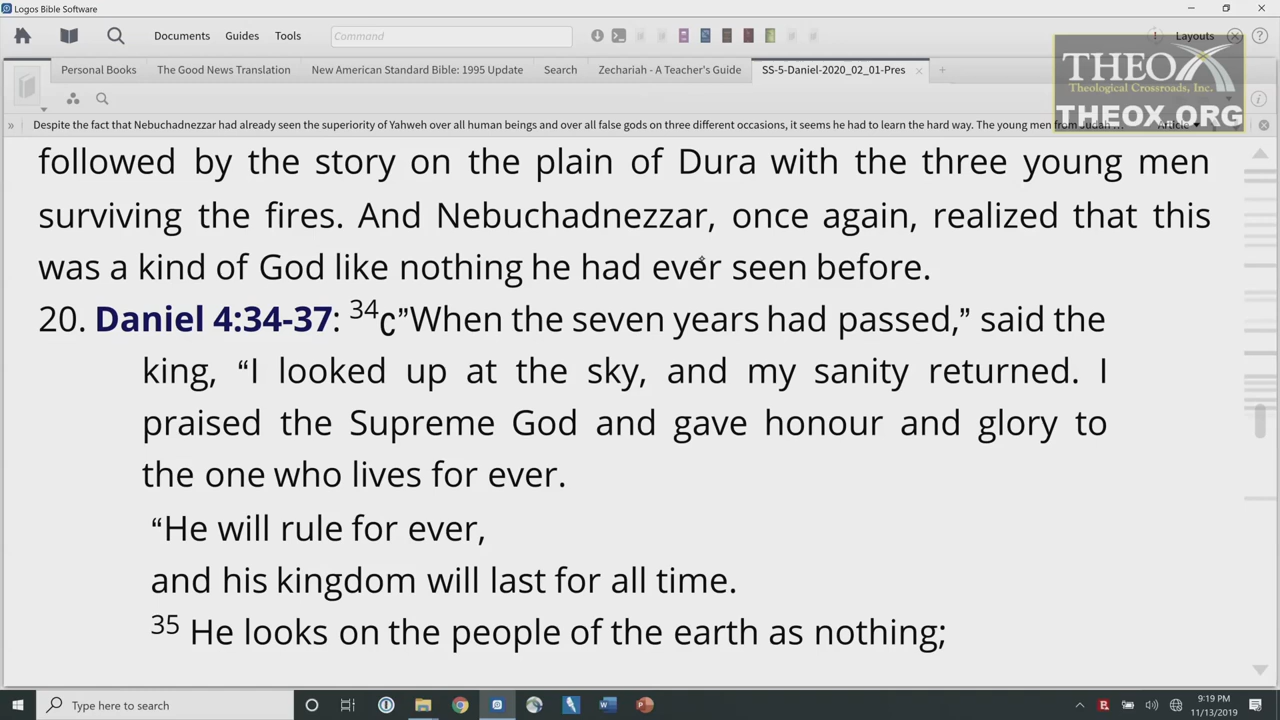 Logos Bible Software
Documents Guides Tools Command Layouts
Personal Books The Good News Translation New American Standard Bible: 1995 Update Search Zechariah - A Teacher's Guide SS-5-Daniel-2020_02_01-Pres
THEOX
Theological Crossroads, Inc.
THEOX.ORG
» Despite the fact that Nebuchadnezzar had already seen the superiority of Yahweh over all human beings and over all false gods on three different occasions, it seems he had to learn the hard way. The young men from Judah ... Article
followed by the story on the plain of Dura with the three young men
surviving the fires. And Nebuchadnezzar, once again, realized that this
was a kind of God like nothing he had ever seen before.
20. Daniel 4:34-37: 34C”When the seven years had passed,” said the
king, “I looked up at the sky, and my sanity returned. I
praised the Supreme God and gave honour and glory to
the one who lives for ever.
“He will rule for ever,
and his kingdom will last for all time.
35 He looks on the people of the earth as nothing;
Type here to search
9:19 PM
11/13/2019